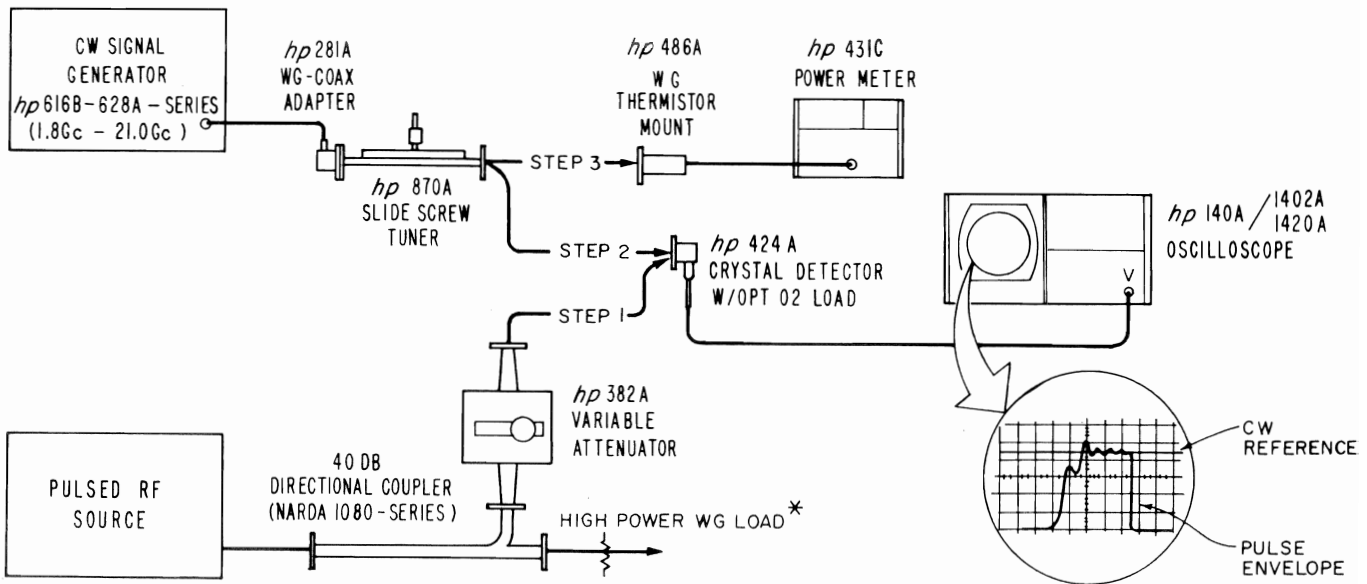 CW SIGNAL
GENERATOR
hp 616B-628A-SERIES
(1.8Gc - 21.0Gc)
hp 281A
WG-COAX
ADAPTER
hp 870A
SLIDE SCREW
TUNER
STEP 3
hp 486A
WG
THERMISTOR
MOUNT
hp 431C
POWER METER
STEP 2
hp 424A
CRYSTAL DETECTOR
W/OPT 02 LOAD
STEP 1
V
hp 140A/1402A
1420A
OSCILLOSCOPE
hp 382A
VARIABLE
ATTENUATOR
PULSED RF
SOURCE
40 DB
DIRECTIONAL COUPLER
(NARDA 1080-SERIES)
HIGH POWER WG LOAD*
CW
REFERENCE
PULSE
ENVELOPE